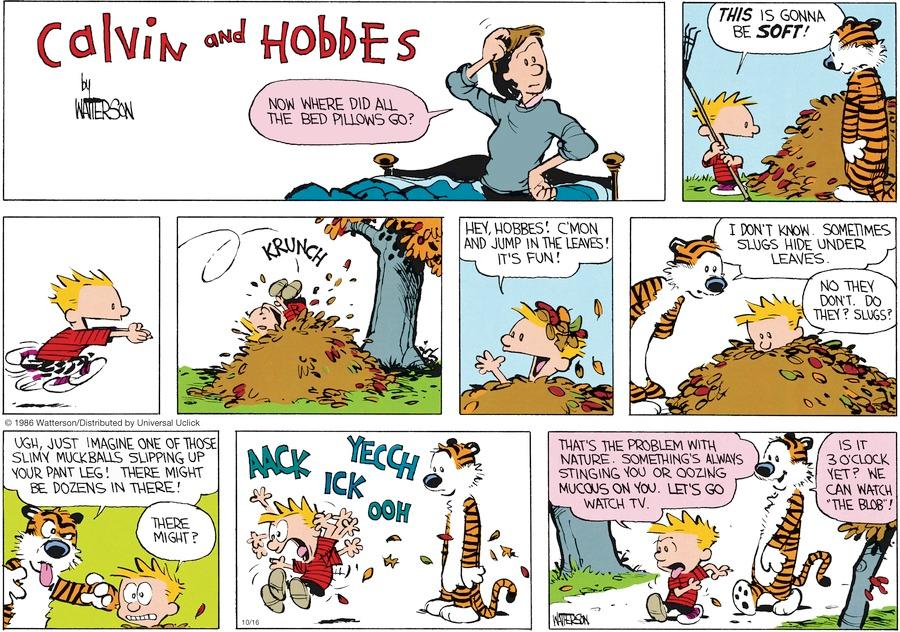 Calvin and Hobbes
by
WATTERSON
NOW WHERE DID ALL
THE BED PILLOWS GO?
THIS IS GONNA
BE SOFT!
KRUNCH
HEY, HOBBES! C'MON
AND JUMP IN THE LEAVES!
IT'S FUN!
I DON'T KNOW. SOMETIMES
SLUGS HIDE UNDER
LEAVES.
NO THEY
DON'T. DO
THEY? SLUGS?
© 1986 Watterson/Distributed by Universal Uclick
UGH, JUST IMAGINE ONE OF THOSE
SLIMY MUCKBALLS SLIPPING UP
YOUR PANT LEG! THERE MIGHT
BE DOZENS IN THERE!
THERE
MIGHT?
AACK
YECCH
ICK
OOH
10/16
THAT'S THE PROBLEM WITH
NATURE. SOMETHING'S ALWAYS
STINGING YOU OR OOZING
MUCOUS ON YOU. LET'S GO
WATCH TV.
IS IT
3 O'CLOCK
YET? WE
CAN WATCH
"THE BLOB"!
WATTERSON